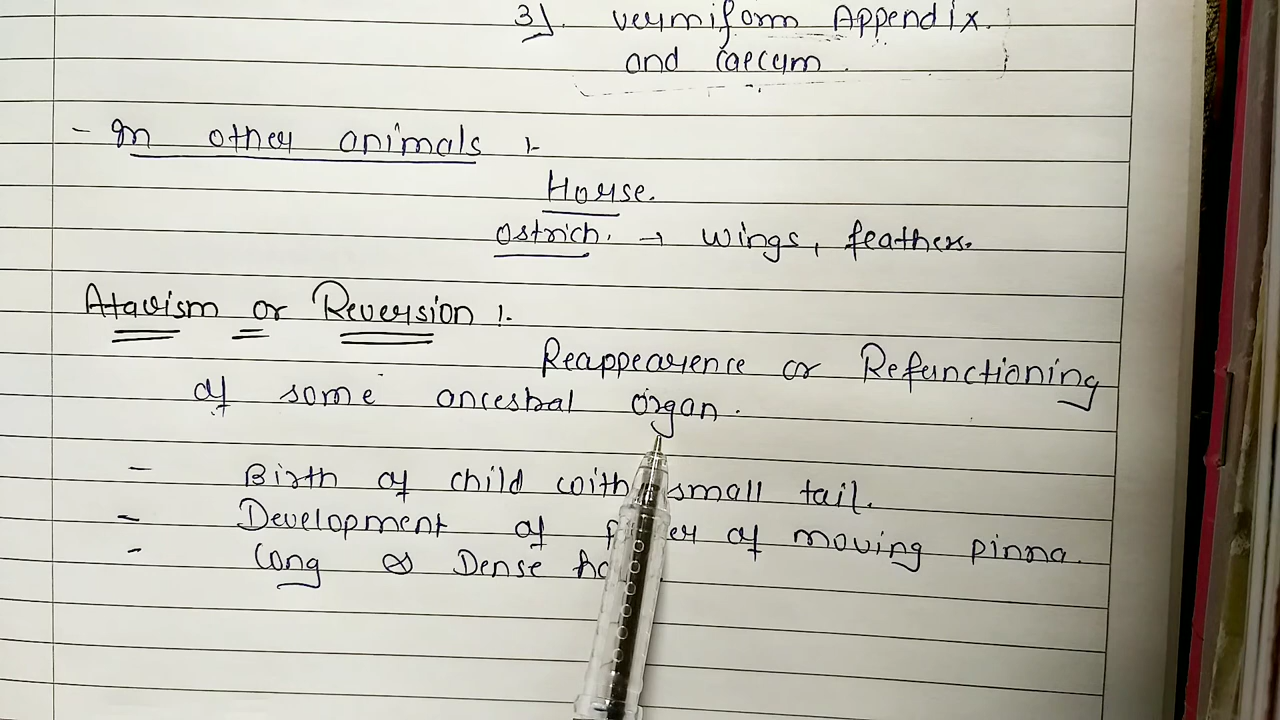 3). vermiform Appendix.
and Caecum.
- In other animals :-
Horse.
Ostrich. → wings, feathers.
Atavism or Reversion :-
Reappearence or Refunctioning
of some ancestral organ.
- Birth of child with small tail.
- Development of of moving pinna.
- Long & Dense